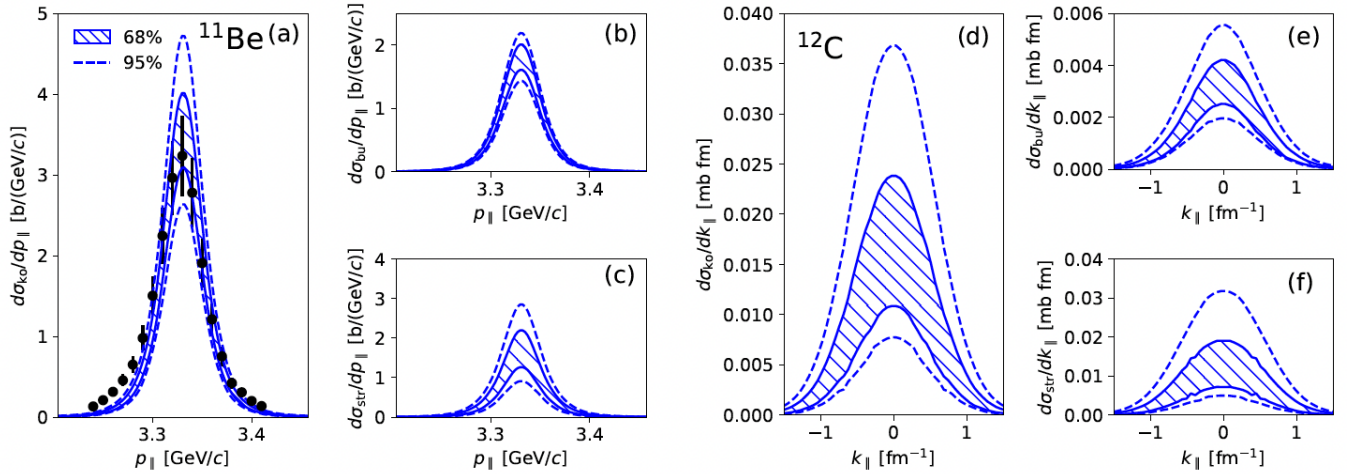 5
4
3
2
1
0
3.3
3.4
dσko/dp∥ [b/(GeV/c)]
p∥ [GeV/c]
68%
95%
¹¹Be
(a)
2
1
0
3.3
3.4
dσbu/dp∥ [b/(GeV/c)]
p∥ [GeV/c]
(b)
4
3
2
1
0
3.3
3.4
dσstr/dp∥ [b/(GeV/c)]
p∥ [GeV/c]
(c)
0.040
0.035
0.030
0.025
0.020
0.015
0.010
0.005
0.000
−1
0
1
dσko/dk∥ [mb fm]
k∥ [fm⁻¹]
¹²C
(d)
0.006
0.004
0.002
0.000
−1
0
1
dσbu/dk∥ [mb fm]
k∥ [fm⁻¹]
(e)
0.04
0.03
0.02
0.01
0.00
−1
0
1
dσstr/dk∥ [mb fm]
k∥ [fm⁻¹]
(f)